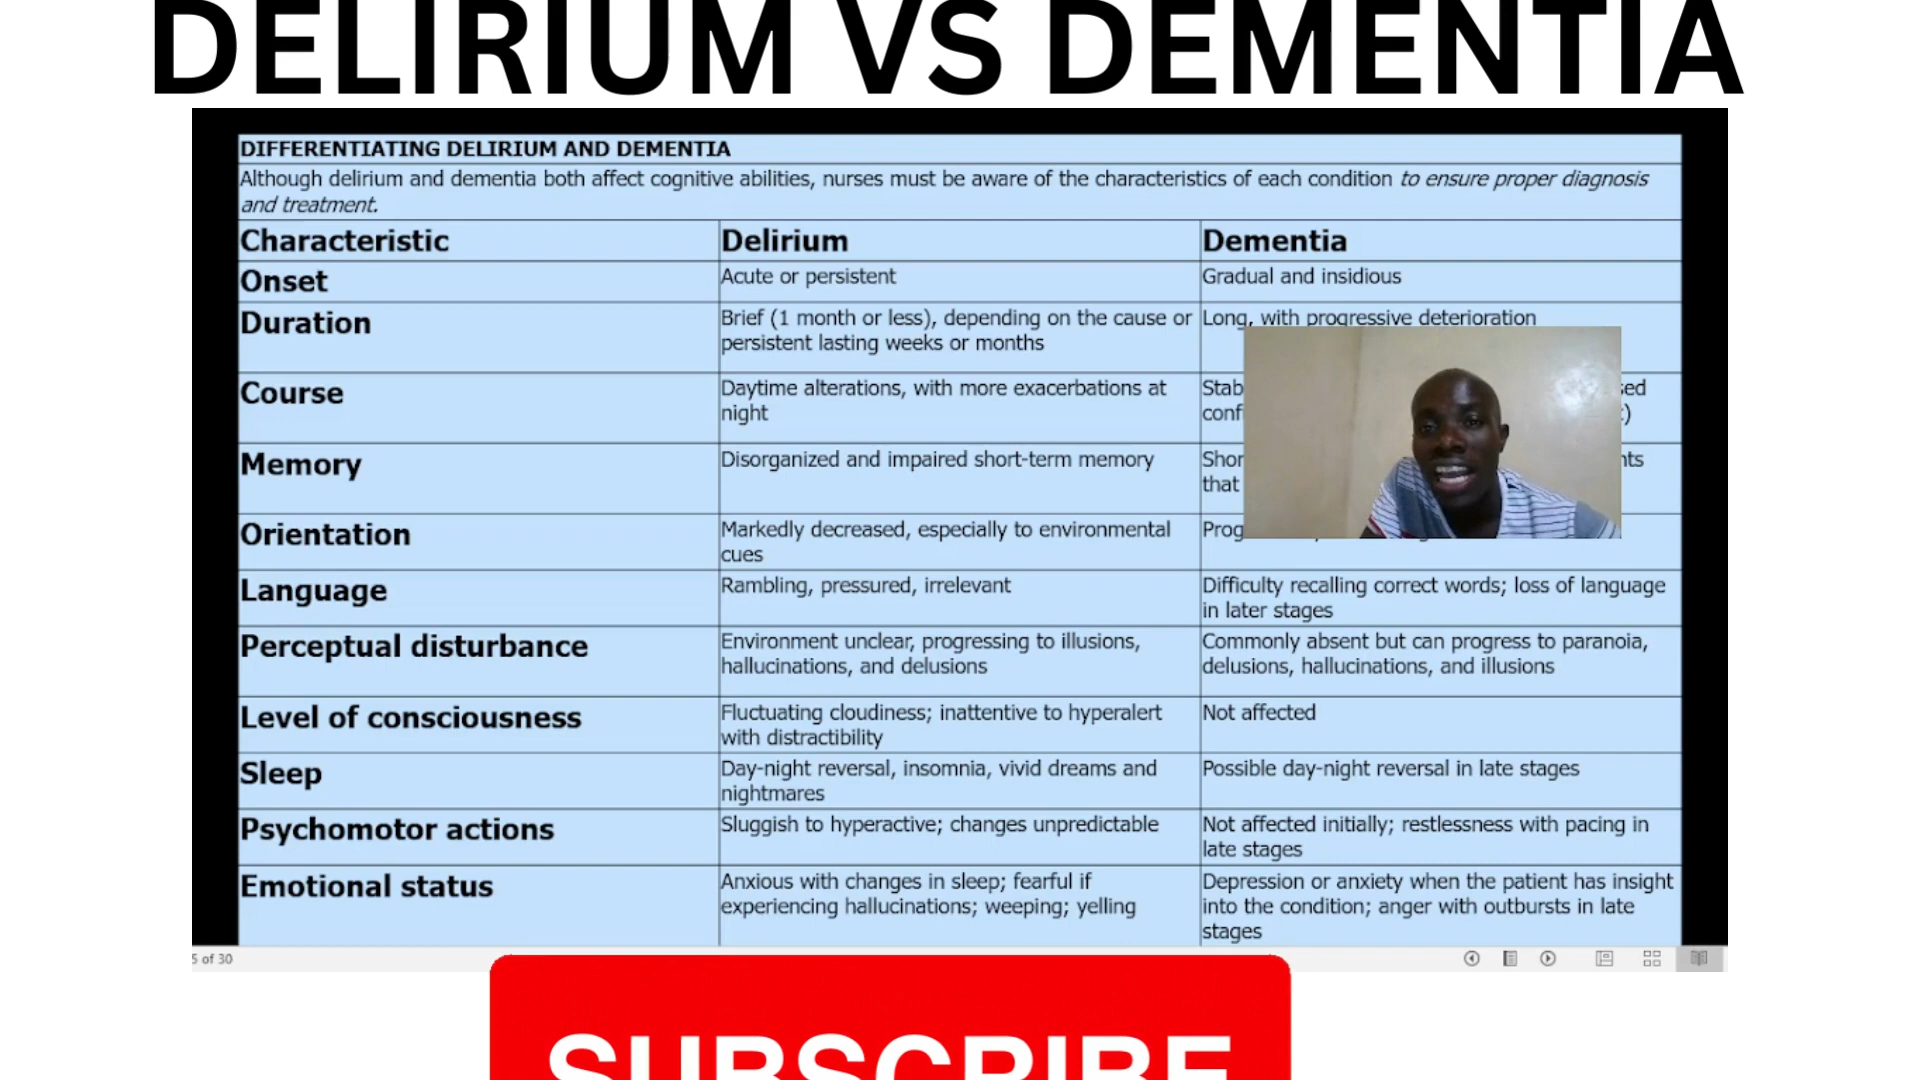 DELIRIUM VS DEMENTIA
DIFFERENTIATING DELIRIUM AND DEMENTIA
Although delirium and dementia both affect cognitive abilities, nurses must be aware of the characteristics of each condition to ensure proper diagnosis
and treatment.
Characteristic
Delirium
Dementia
Onset
Acute or persistent
Gradual and insidious
Duration
Brief (1 month or less), depending on the cause or
persistent lasting weeks or months
Long, with progressive deterioration
Course
Daytime alterations, with more exacerbations at
night
Memory
Disorganized and impaired short-term memory
that
Orientation
Markedly decreased, especially to environmental
cues
Language
Rambling, pressured, irrelevant
Difficulty recalling correct words; loss of language
in later stages
Perceptual disturbance
Environment unclear, progressing to illusions,
hallucinations, and delusions
Commonly absent but can progress to paranoia,
delusions, hallucinations, and illusions
Level of consciousness
Fluctuating cloudiness; inattentive to hyperalert
with distractibility
Not affected
Sleep
Day-night reversal, insomnia, vivid dreams and
nightmares
Possible day-night reversal in late stages
Psychomotor actions
Sluggish to hyperactive; changes unpredictable
Not affected initially; restlessness with pacing in
late stages
Emotional status
Anxious with changes in sleep; fearful if
experiencing hallucinations; weeping; yelling
Depression or anxiety when the patient has insight
into the condition; anger with outbursts in late
stages
of 30
SUBSCRIBE